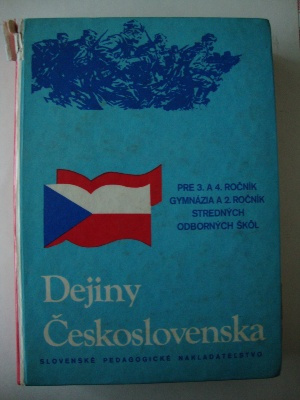 PRE 3. A 4. ROČNÍK
GYMNÁZIA A 2. ROČNÍK
STREDNÝCH
ODBORNÝCH ŠKÔL
Dejiny
Československa
SLOVENSKÉ PEDAGOGICKÉ NAKLADATEĽSTVO